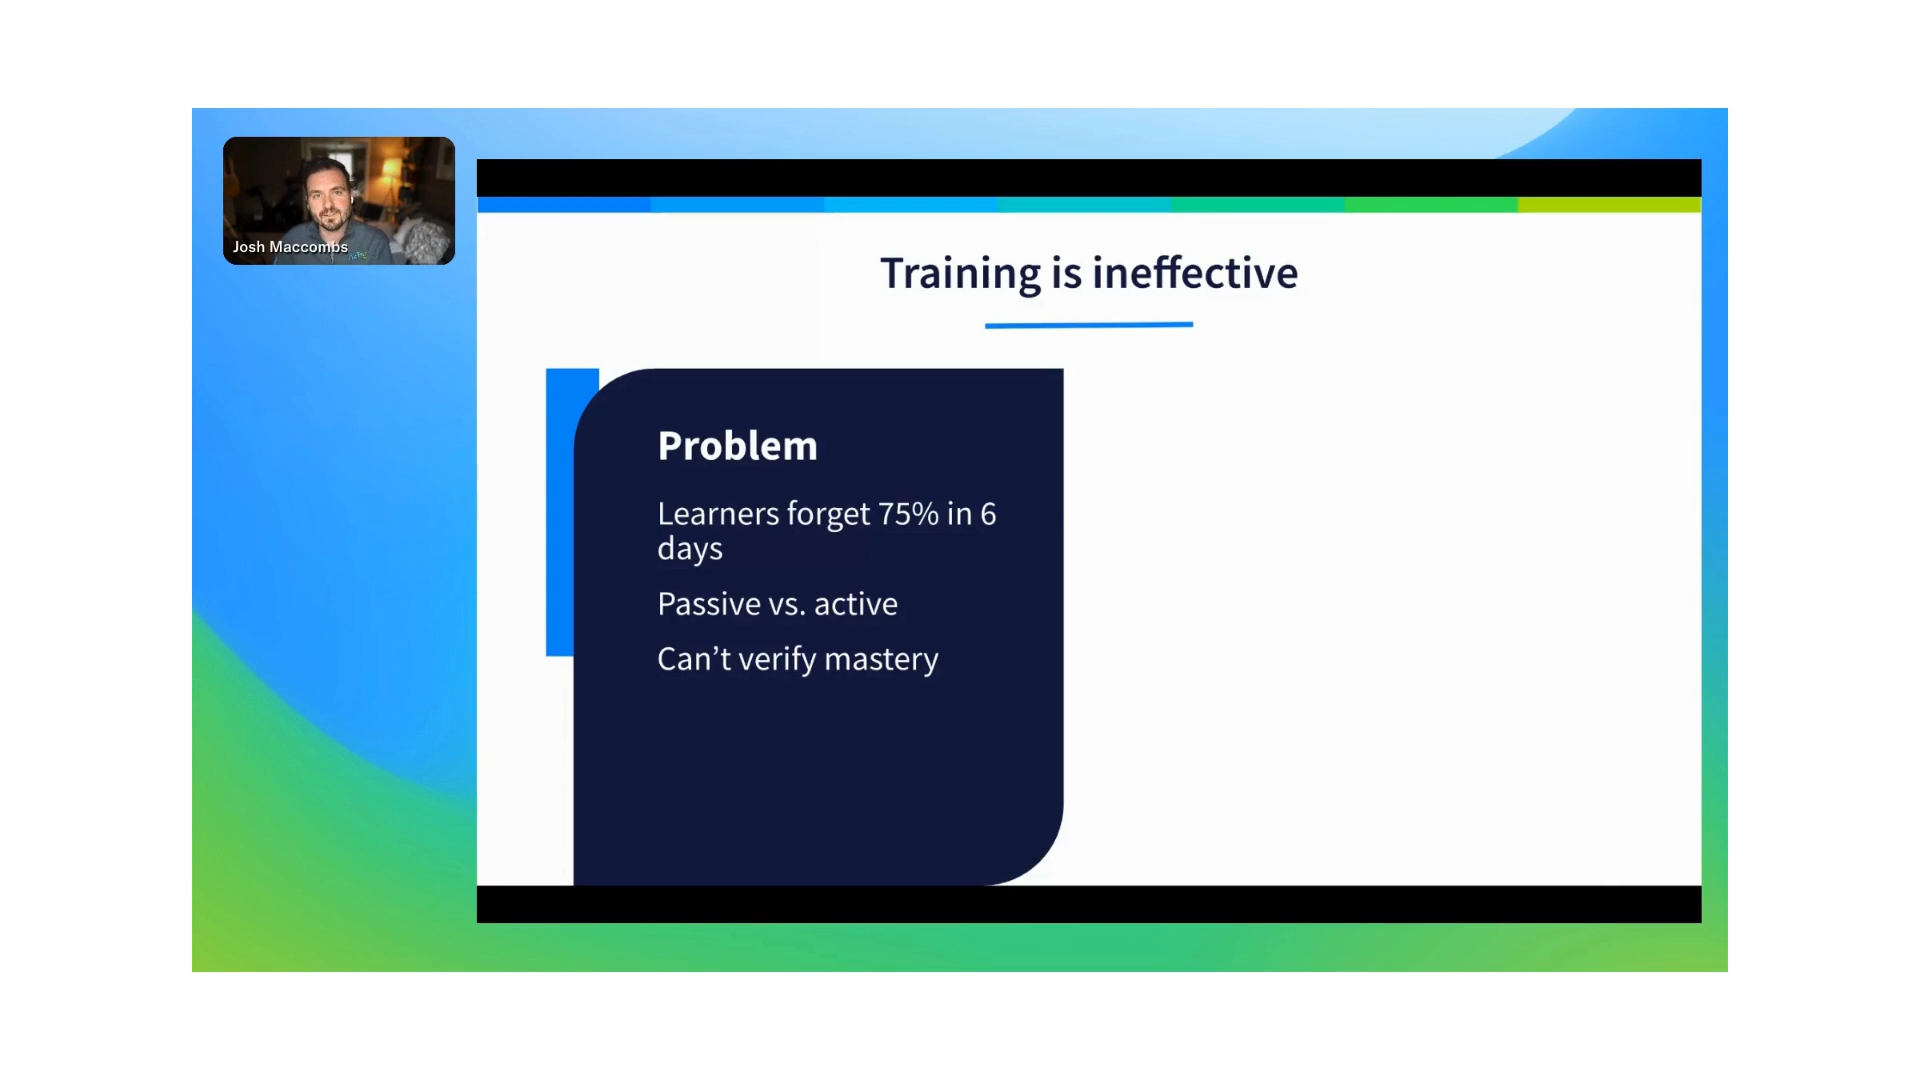 Josh Maccombs
Training is ineffective
Problem
Learners forget 75% in 6
days
Passive vs. active
Can’t verify mastery